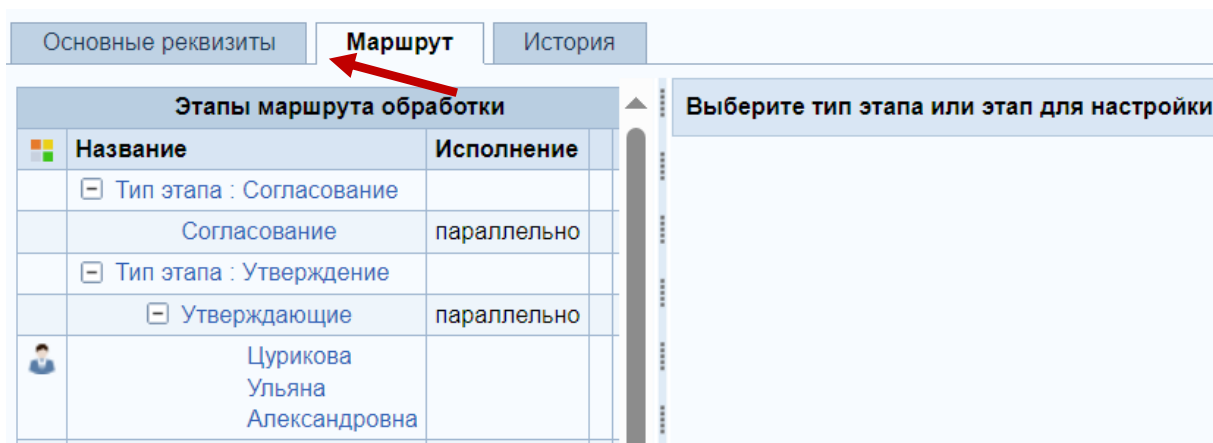 Основные реквизиты Маршрут История
Этапы маршрута обработки Выберите тип этапа или этап для настройки
Название Исполнение
Тип этапа : Согласование
Согласование параллельно
Тип этапа : Утверждение
Утверждающие параллельно
Цурикова
Ульяна
Александровна